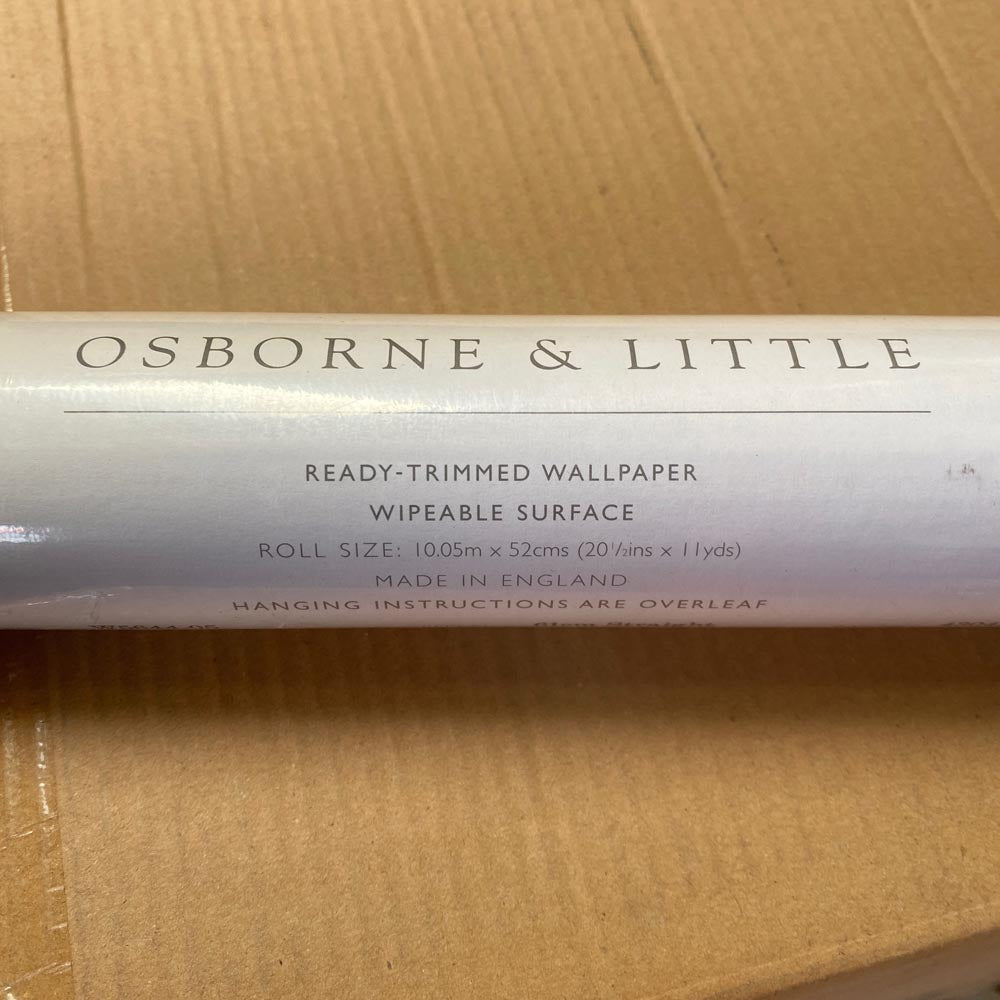 OSBORNE & LITTLE
READY-TRIMMED WALLPAPER
WIPEABLE SURFACE
ROLL SIZE: 10.05m x 52cms (20½ins x 11yds)
MADE IN ENGLAND
HANGING INSTRUCTIONS ARE OVERLEAF
Straight